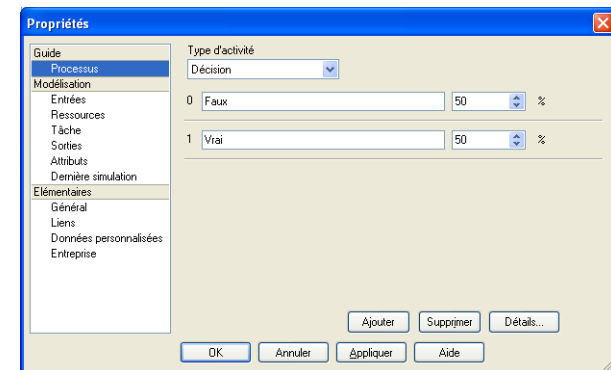 Propriétés
Guide
Processus
Modélisation
Entrées
Ressources
Tâche
Sorties
Attributs
Dernière simulation
Elémentaires
Général
Liens
Données personnalisées
Entreprise
Type d'activité
Décision
0 Faux 50 %
1 Vrai 50 %
Ajouter Supprimer Détails...
OK Annuler Appliquer Aide